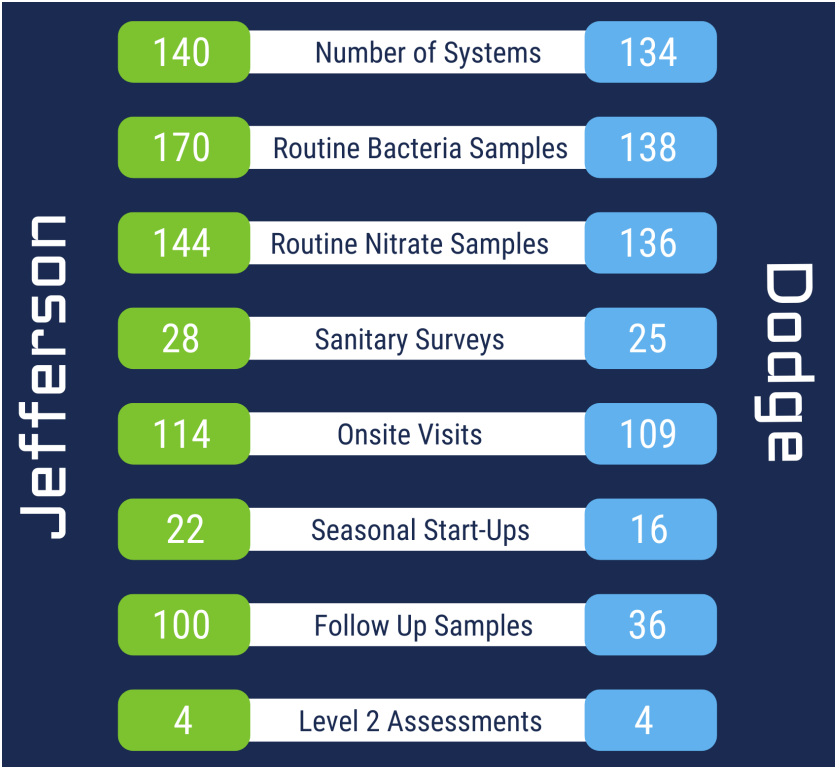 Jefferson
140 Number of Systems 134
170 Routine Bacteria Samples 138
144 Routine Nitrate Samples 136
28 Sanitary Surveys 25
114 Onsite Visits 109
22 Seasonal Start-Ups 16
100 Follow Up Samples 36
4 Level 2 Assessments 4
Dodge